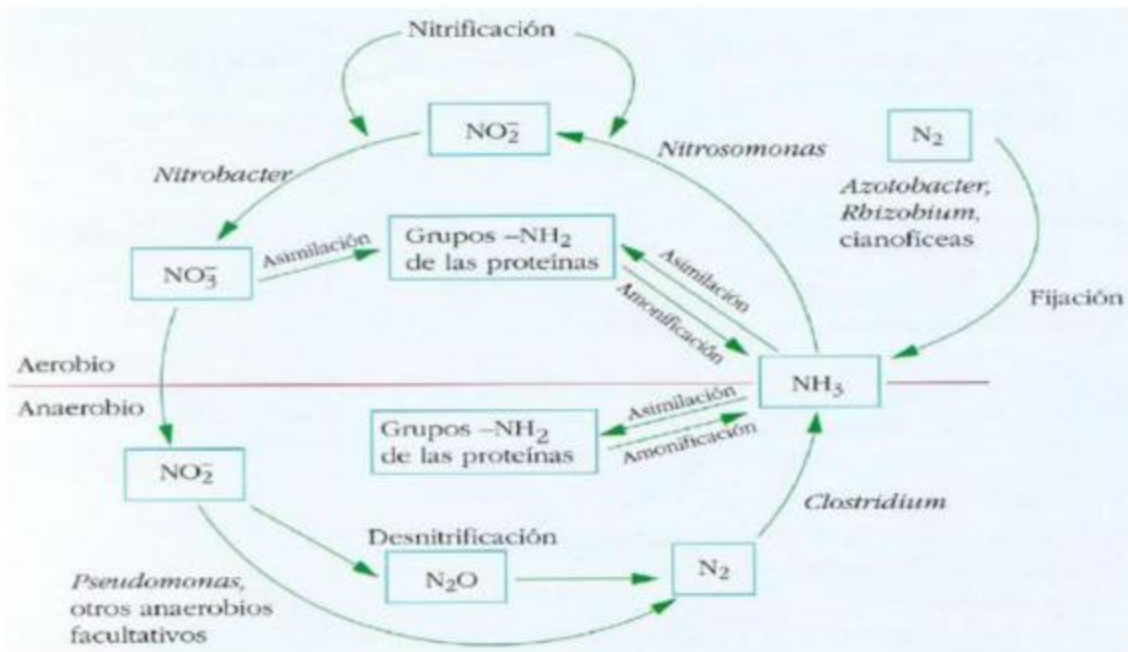 Nitrificación
NO₂⁻
N₂
Nitrobacter
Nitrosomonas
Azotobacter,
Rhizobium,
cianofíceas
NO₃⁻
Asimilación
Grupos –NH₂
de las proteínas
Asimilación
Amonificación
Fijación
Aerobio
NH₃
Anaerobio
Grupos –NH₂
de las proteínas
Asimilación
Amonificación
NO₂⁻
Clostridium
Desnitrificación
N₂O
N₂
Pseudomonas,
otros anaerobios
facultativos